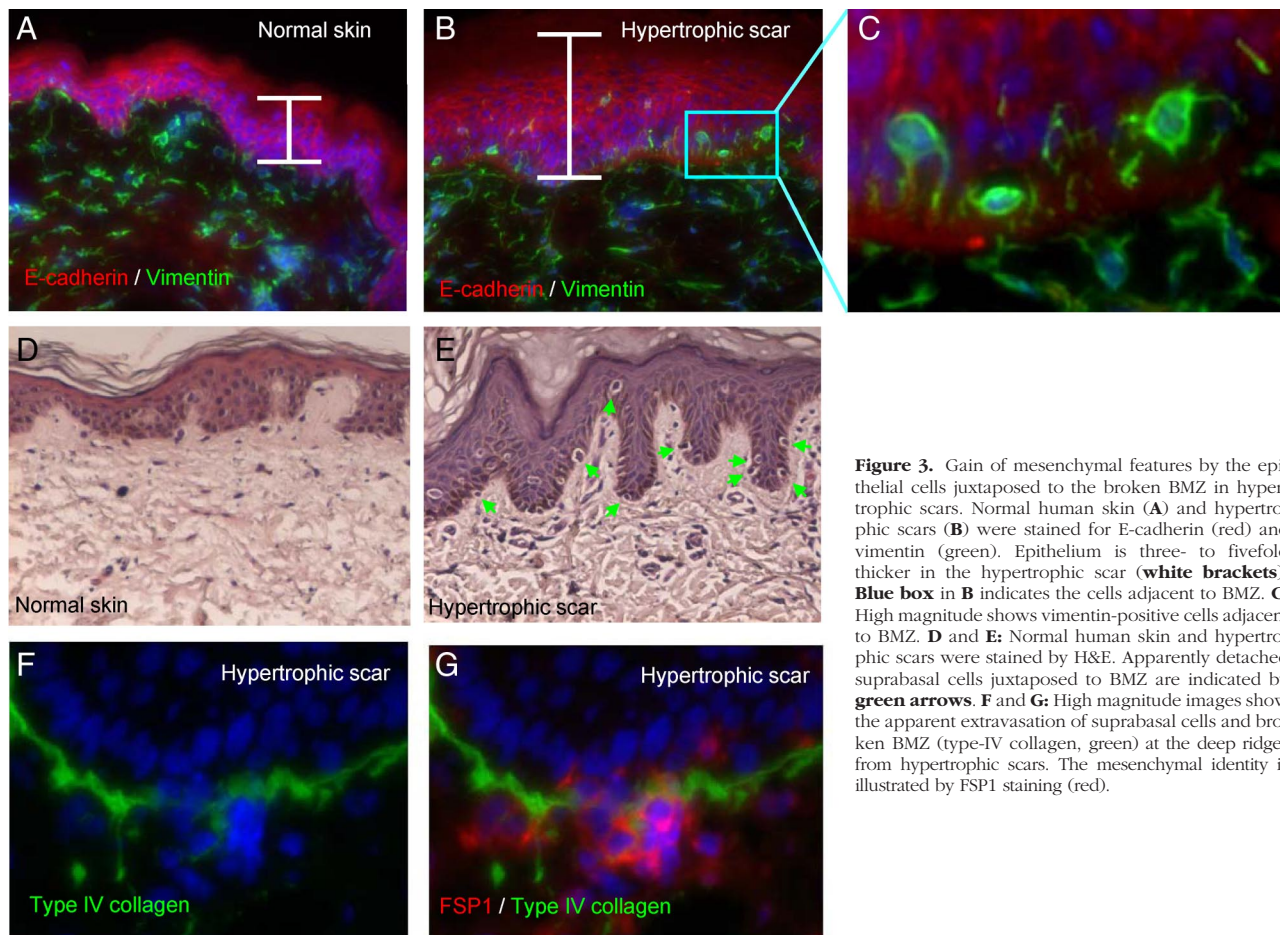 A
Normal skin
E-cadherin / Vimentin
B
Hypertrophic scar
E-cadherin / Vimentin
C
D
Normal skin
E
Hypertrophic scar
F
Hypertrophic scar
Type IV collagen
G
Hypertrophic scar
FSP1 / Type IV collagen
Figure 3. Gain of mesenchymal features by the epi
thelial cells juxtaposed to the broken BMZ in hyper
trophic scars. Normal human skin (A) and hypertro
phic scars (B) were stained for E-cadherin (red) and
vimentin (green). Epithelium is three- to fivefold
thicker in the hypertrophic scar (white brackets)
Blue box in B indicates the cells adjacent to BMZ. C
High magnitude shows vimentin-positive cells adjacen
to BMZ. D and E: Normal human skin and hypertro
phic scars were stained by H&E. Apparently detached
suprabasal cells juxtaposed to BMZ are indicated b
green arrows. F and G: High magnitude images show
the apparent extravasation of suprabasal cells and bro
ken BMZ (type-IV collagen, green) at the deep ridge
from hypertrophic scars. The mesenchymal identity i
illustrated by FSP1 staining (red).